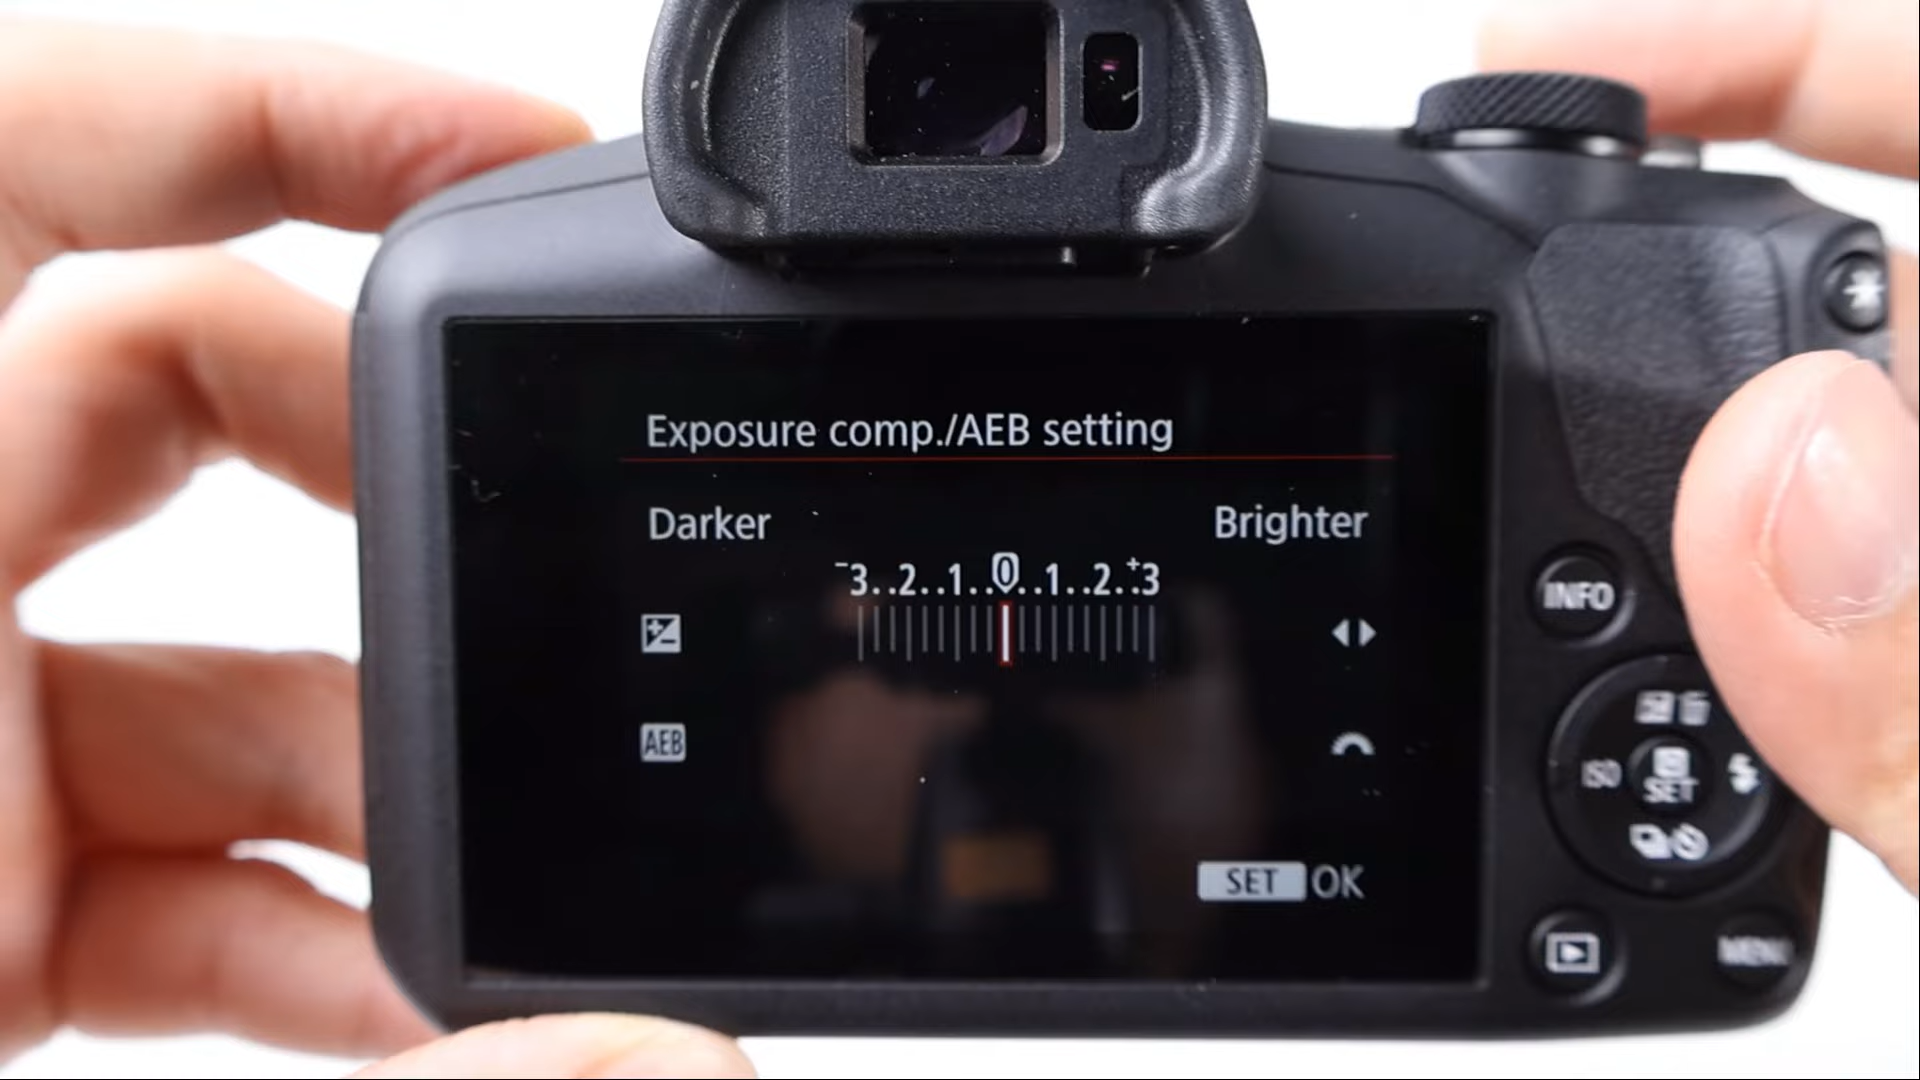 Exposure comp./AEB setting
Darker Brighter
-3..2..1..0..1..2..+3
AEB
SET OK
INFO
ISO
SET
MENU